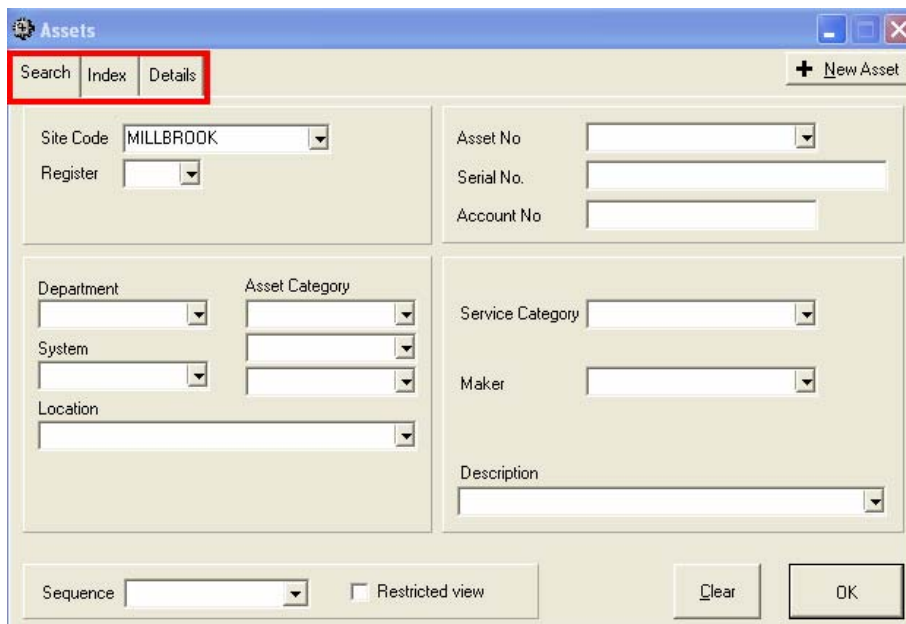 Assets
Search Index Details
New Asset
Site Code MILLBROOK
Register
Asset No
Serial No.
Account No
Department
Asset Category
System
Location
Service Category
Maker
Description
Sequence
Restricted view
Clear
OK